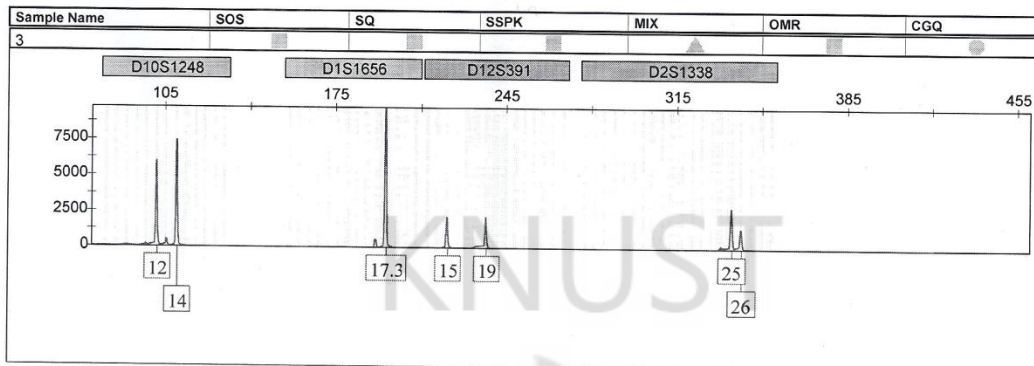 Sample Name SOS SQ SSPK MIX OMR CGQ
3
D10S1248 D1S1656 D12S391 D2S1338
105 175 245 315 385 455
7500
5000
2500
0
KNUST
12 17.3 15 19 25
14 26